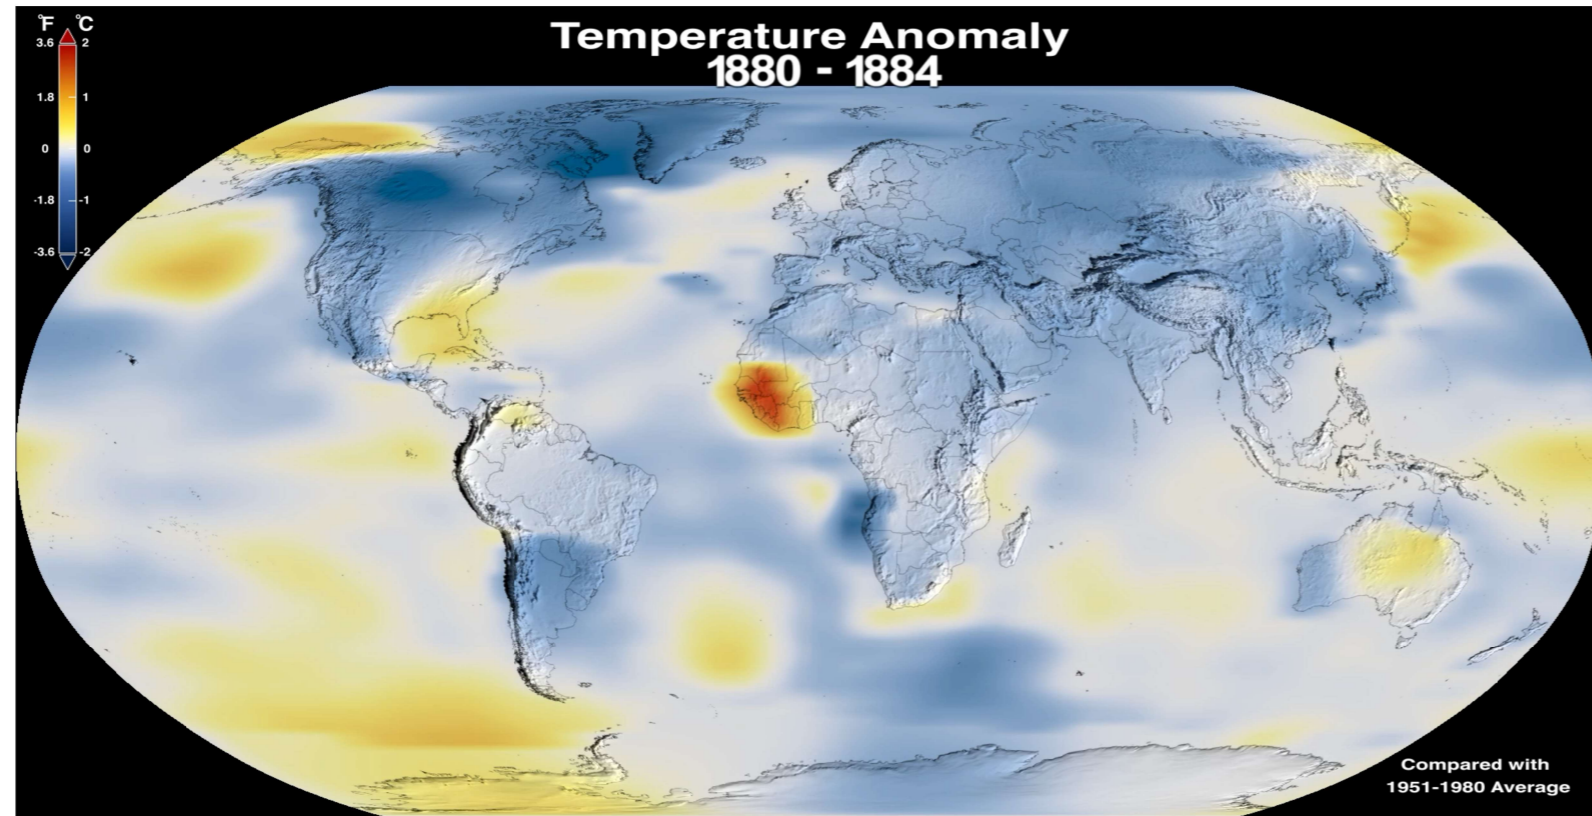 Temperature Anomaly
1880 - 1884
°F °C
3.6 2
1.8 1
0 0
-1.8 -1
-3.6 -2
Compared with
1951-1980 Average